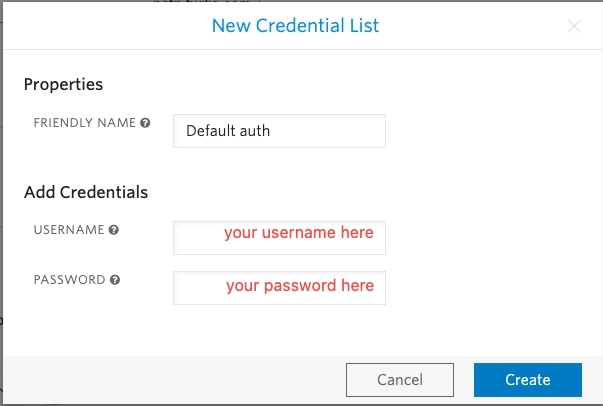 New Credential List
Properties
FRIENDLY NAME
Default auth
Add Credentials
USERNAME
your username here
PASSWORD
your password here
Cancel
Create